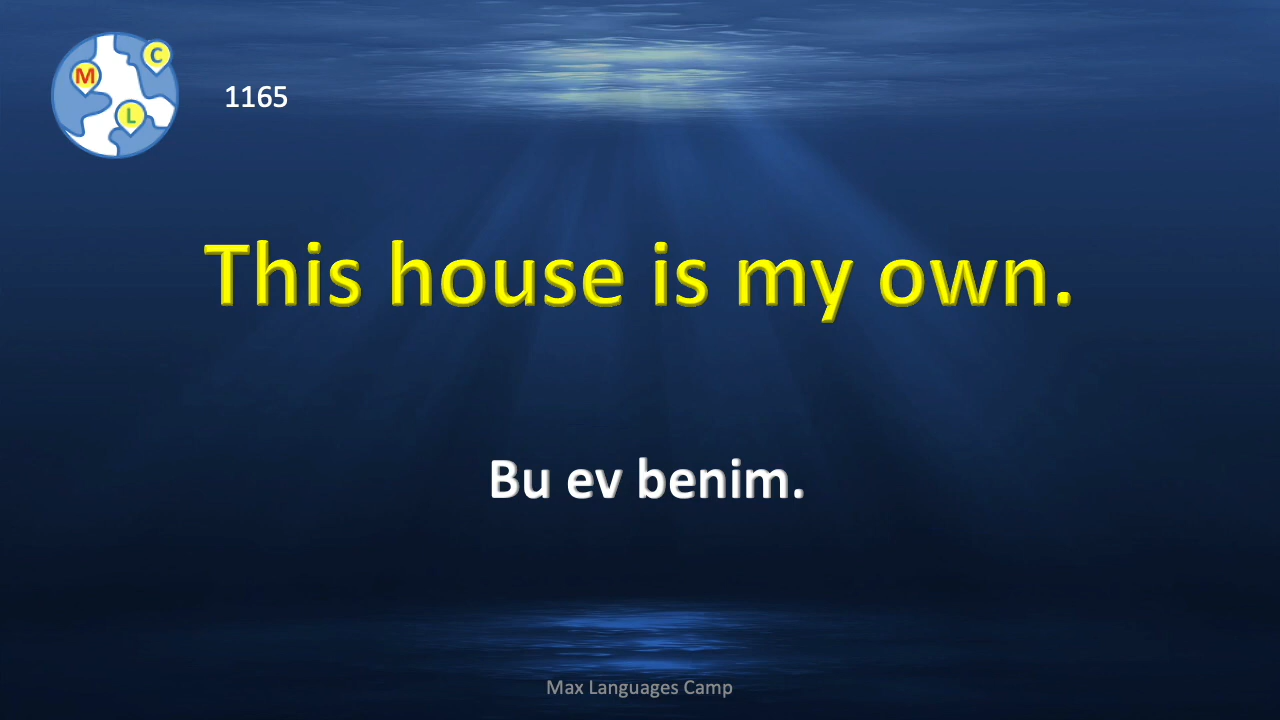 M
C
L
1165
This house is my own.
Bu ev benim.
Max Languages Camp